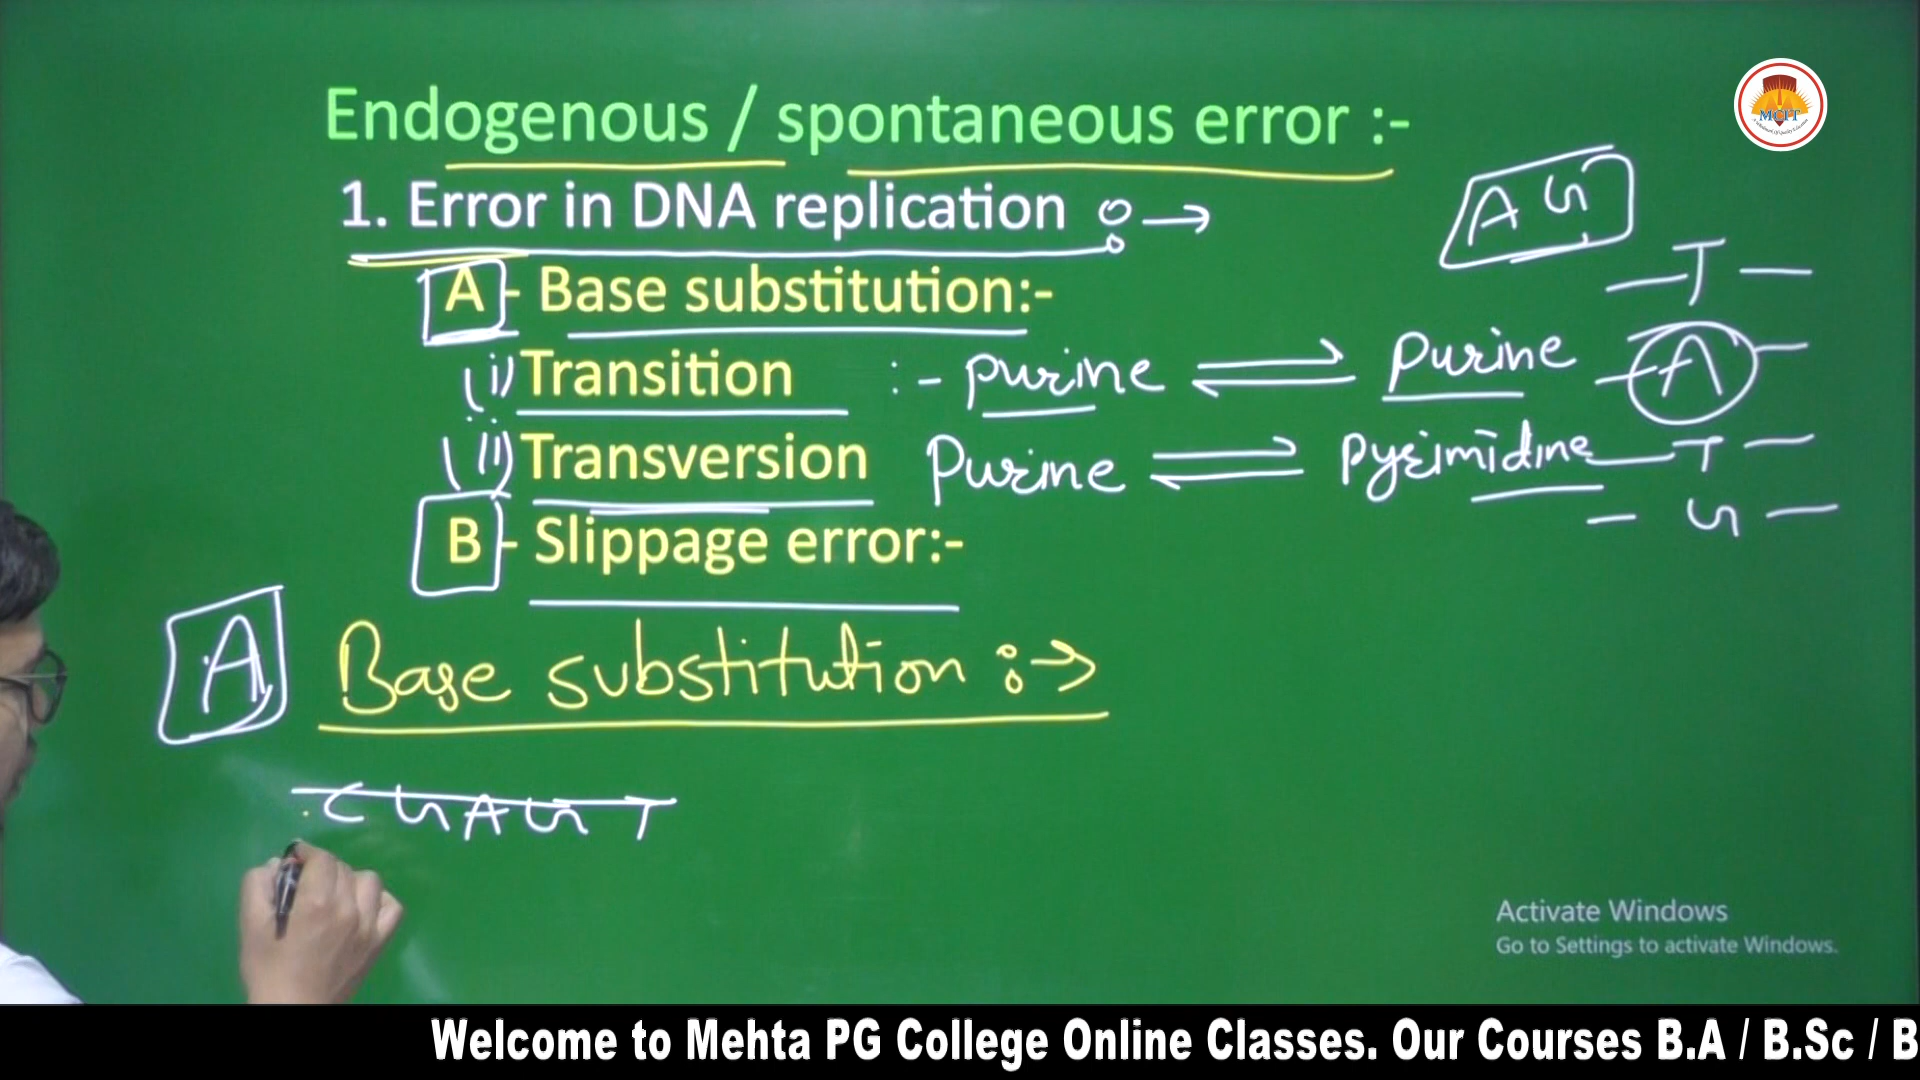 Endogenous / spontaneous error :-
MCPT
1. Error in DNA replication :→
A G
A - Base substitution:-
— T —
(i) Transition :- purine ⇌ purine
— A —
(ii) Transversion purine ⇌ pyrimidine
— T —
B - Slippage error:-
— G —
A Base substitution :→
C G A G T
Activate Windows
Go to Settings to activate Windows.
Welcome to Mehta PG College Online Classes. Our Courses B.A / B.Sc / B